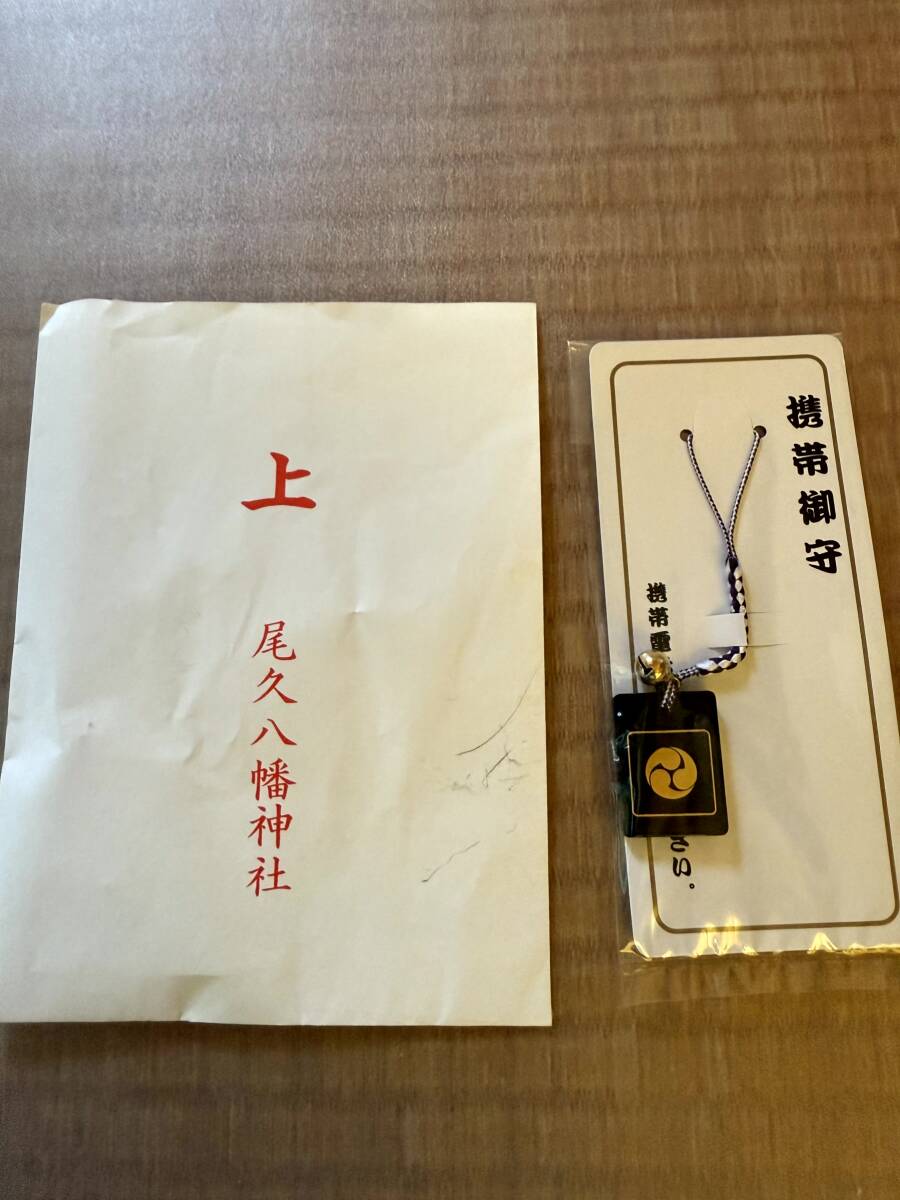 上
尾久八幡神社
携帯御守
携帯電
さい。